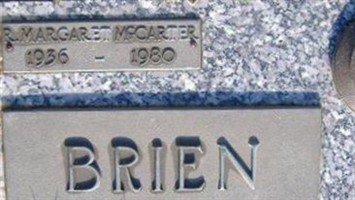 R. MARGARET McCARTER
1936 - 1980
BRIEN